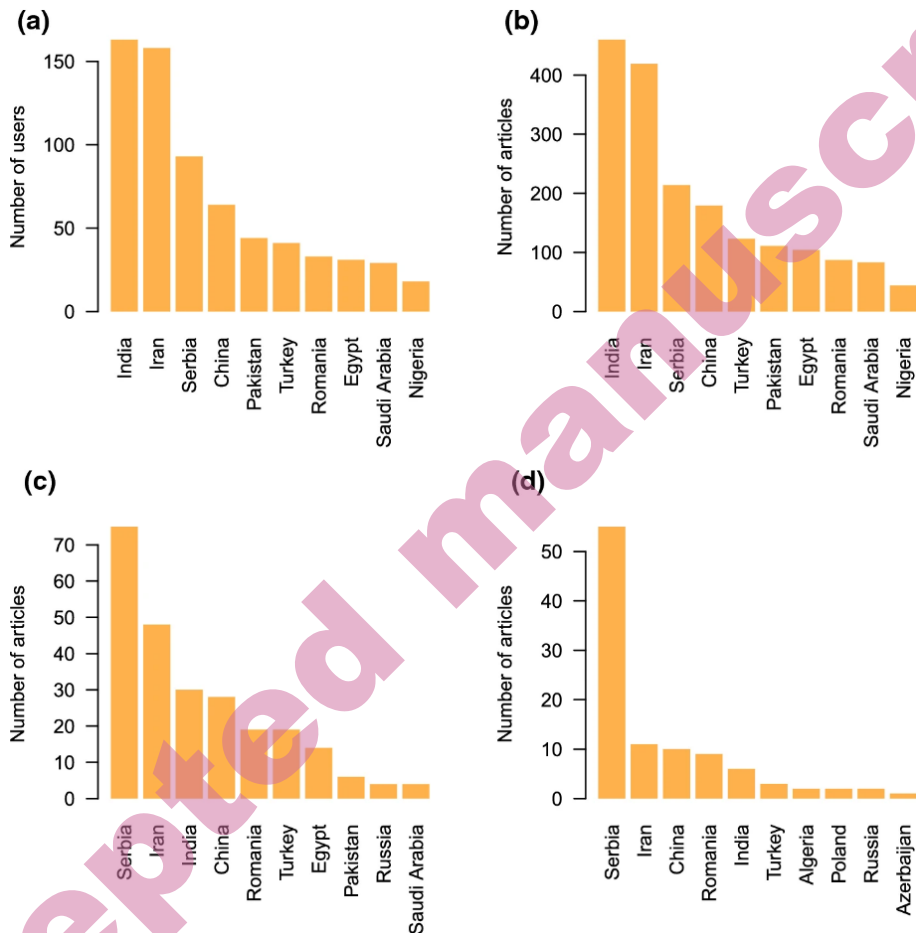 (a)
Number of users
150
100
50
0
India
Iran
Serbia
China
Pakistan
Turkey
Romania
Egypt
Saudi Arabia
Nigeria
(b)
Number of articles
400
300
200
100
0
India
Iran
Serbia
China
Turkey
Pakistan
Egypt
Romania
Saudi Arabia
Nigeria
(c)
Number of articles
70
60
50
40
30
20
10
0
Serbia
Iran
India
China
Romania
Turkey
Egypt
Pakistan
Russia
Saudi Arabia
(d)
Number of articles
50
40
30
20
10
0
Serbia
Iran
China
Romania
India
Turkey
Algeria
Poland
Russia
Azerbaijan
epted manuscr